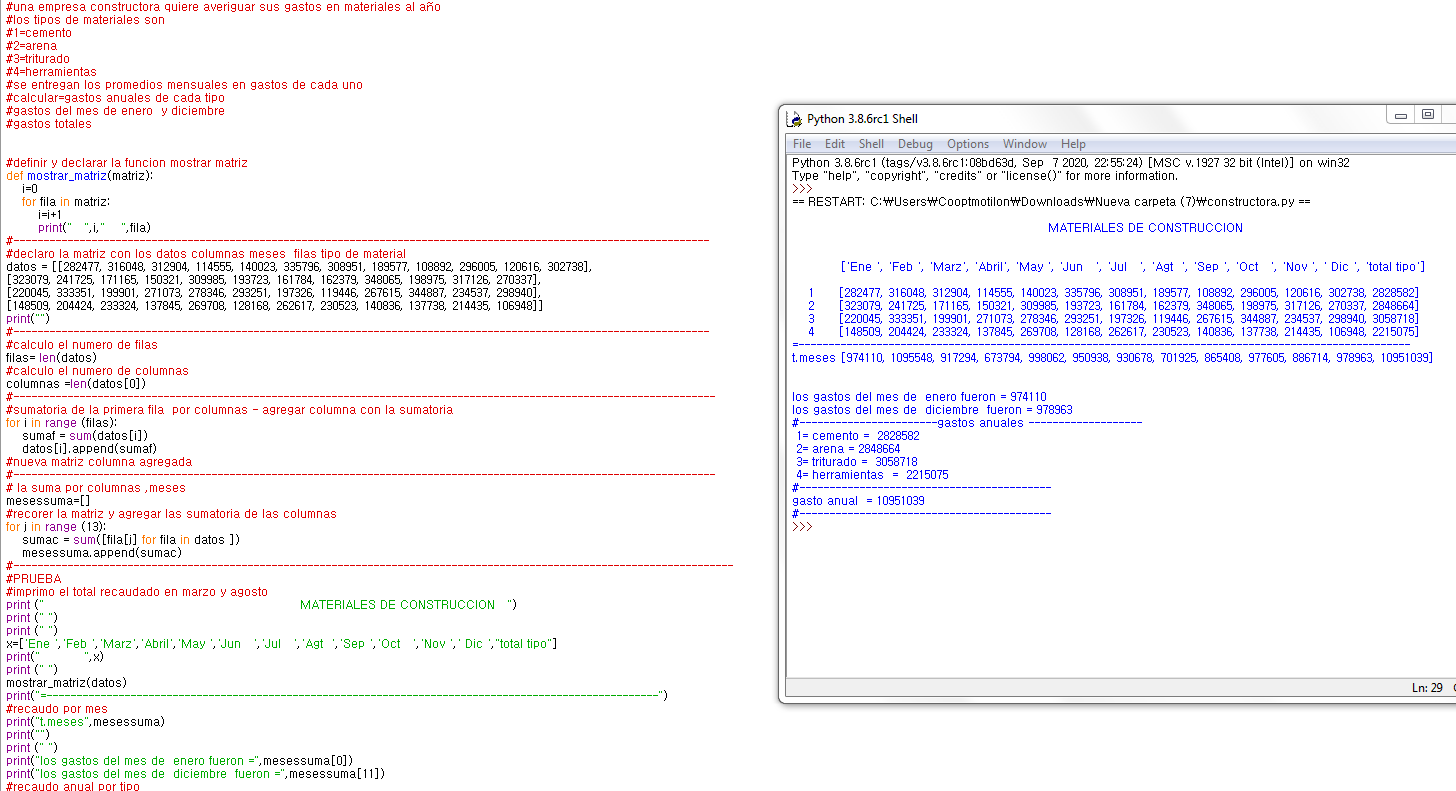 #una empresa constructora quiere averiguar sus gastos en materiales al año
#los tipos de materiales son
#1=cemento
#2=arena
#3=triturado
#4=herramientas
#se entregan los promedios mensuales en gastos de cada uno
#calcular=gastos anuales de cada tipo
#gastos del mes de enero  y diciembre
#gastos totales
#definir y declarar la funcion mostrar matriz
def mostrar_matriz(matriz):
    i=0
    for fila in matriz:
        i=i+1
        print("   ",i,"    ",fila)
#------------------------------------------------------------------------------------------------------------------
#declaro la matriz con los datos columnas meses  filas tipo de material
datos = [[282477, 316048, 312904, 114555, 140023, 335796, 308951, 189577, 108892, 296005, 120616, 302738],
[323079, 241725, 171165, 150321, 309985, 193723, 161784, 162379, 348065, 198975, 317126, 270337],
[220045, 333351, 199901, 271073, 278346, 293251, 197326, 119446, 267615, 344887, 234537, 298940],
[148509, 204424, 233324, 137845, 269708, 128168, 262617, 230523, 140836, 137738, 214435, 106948]]
print("")
#------------------------------------------------------------------------------------------------------------------
#calculo el numero de filas
filas= len(datos)
#calculo el numero de columnas
columnas =len(datos[0])
#-------------------------------------------------------------------------------------------------------------------
#sumatoria de la primera fila  por columnas - agregar columna con la sumatoria
for i in range (filas):
    sumaf = sum(datos[i])
    datos[i].append(sumaf)
#nueva matriz columna agregada
#-------------------------------------------------------------------------------------------------------------------
# la suma por columnas ,meses
mesessuma=[]
#recorer la matriz y agregar las sumatoria de las columnas
for j in range (13):
    sumac = sum([fila[j] for fila in datos ])
    mesessuma.append(sumac)
#----------------------------------------------------------------------------------------------------------------------
#PRUEBA
#imprimo el total recaudado en marzo y agosto
print ("                                                                MATERIALES DE CONSTRUCCION   ")
print (" ")
print (" ")
x=['Ene ','Feb ','Marz','Abril','May ','Jun   ','Jul   ','Agt  ','Sep ','Oct   ','Nov ',' Dic ',"total tipo"]
print("           ",x)
print (" ")
mostrar_matriz(datos)
print("=----------------------------------------------------------------------------------------------------")
#recaudo por mes
print("t.meses",mesessuma)
print("")
print (" ")
print("los gastos del mes de  enero fueron =",mesessuma[0])
print("los gastos del mes de  diciembre  fueron =",mesessuma[11])
#recaudo anual por tipo
Python 3.8.6rc1 Shell
File Edit Shell Debug Options Window Help
Python 3.8.6rc1 (tags/v3.8.6rc1:08bd63d, Sep  7 2020, 22:55:24) [MSC v.1927 32 bit (Intel)] on win32
Type "help", "copyright", "credits" or "license()" for more information.
>>>
== RESTART: C:₩Users₩Cooptmotilon₩Downloads₩Nueva carpeta (7)₩constructora.py ==
MATERIALES DE CONSTRUCCION
['Ene ', 'Feb ', 'Marz', 'Abril', 'May ', 'Jun   ', 'Jul   ', 'Agt  ', 'Sep ', 'Oct   ', 'Nov ', ' Dic ', 'total tipo']
1     [282477, 316048, 312904, 114555, 140023, 335796, 308951, 189577, 108892, 296005, 120616, 302738, 2828582]
2     [323079, 241725, 171165, 150321, 309985, 193723, 161784, 162379, 348065, 198975, 317126, 270337, 2848664]
3     [220045, 333351, 199901, 271073, 278346, 293251, 197326, 119446, 267615, 344887, 234537, 298940, 3058718]
4     [148509, 204424, 233324, 137845, 269708, 128168, 262617, 230523, 140836, 137738, 214435, 106948, 2215075]
=----------------------------------------------------------------------------------------------------
t.meses [974110, 1095548, 917294, 673794, 998062, 950938, 930678, 701925, 865408, 977605, 886714, 978963, 10951039]
los gastos del mes de  enero fueron = 974110
los gastos del mes de  diciembre  fueron = 978963
#-----------------------gastos anuales -------------------
1= cemento =  2828582
2= arena = 2848664
3= triturado =  3058718
4= herramientas  =  2215075
#------------------------------------------
gasto anual  = 10951039
#------------------------------------------
>>>
Ln: 29